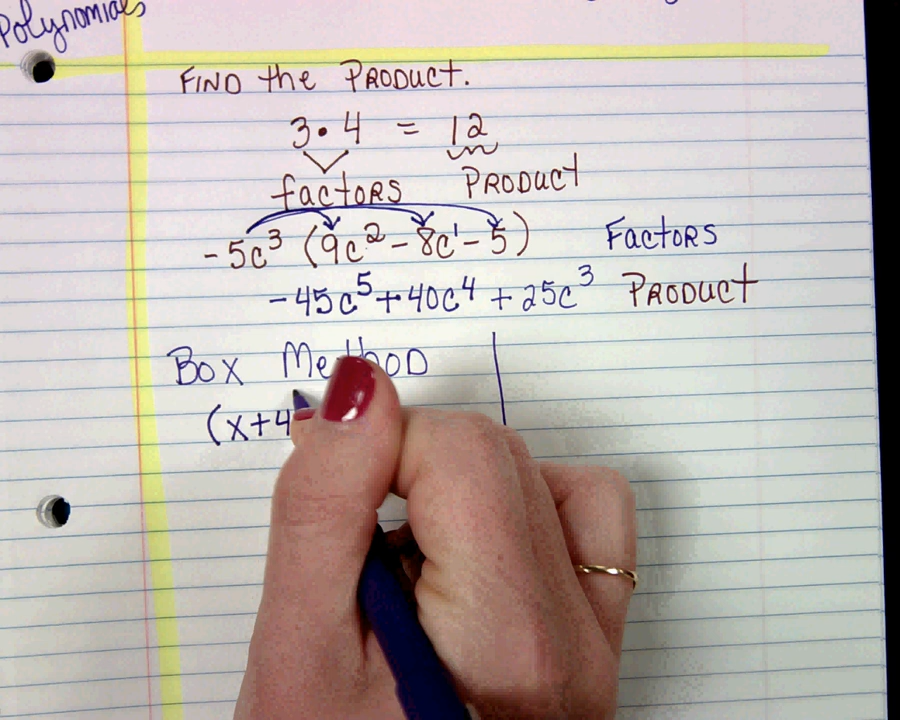 Polynomials
FIND the PRODUCT.
3 • 4 = 12
factors PRODUCT
-5c³ (9c² - 8c¹ - 5) Factors
-45c⁵ + 40c⁴ + 25c³ PRODUCT
Box Method
(x+4